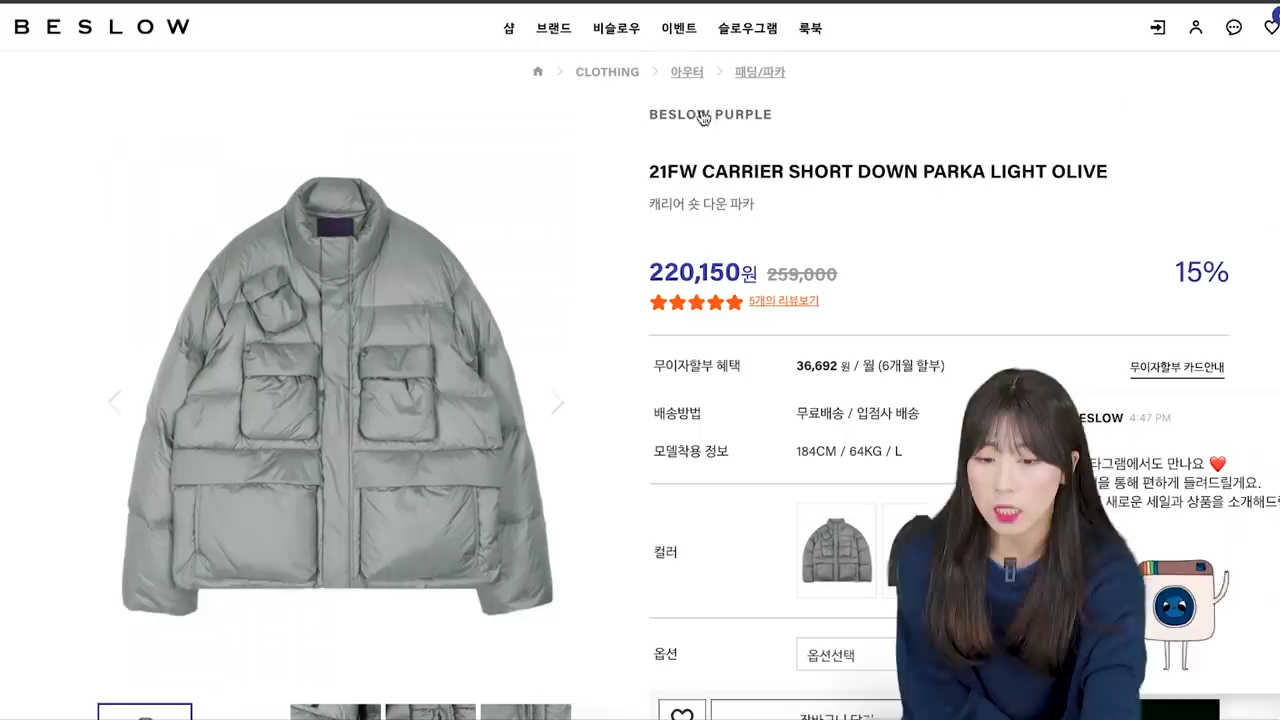 BESLOW
샵 브랜드 비슬로우 이벤트 슬로우그램 룩북
CLOTHING 아우터 패딩/파카
BESLOW PURPLE
21FW CARRIER SHORT DOWN PARKA LIGHT OLIVE
캐리어 숏 다운 파카
220,150원 259,000 15%
5개의 리뷰보기
무이자할부 혜택 36,692 원 / 월 (6개월 할부) 무이자할부 카드안내
배송방법 무료배송 / 입점사 배송
모델착용 정보 184CM / 64KG / L
ESLOW 4:47 PM
타그램에서도 만나요 ❤️
을 통해 편하게 들려드릴게요.
새로운 세일과 상품을 소개해드
컬러
옵션 옵션선택